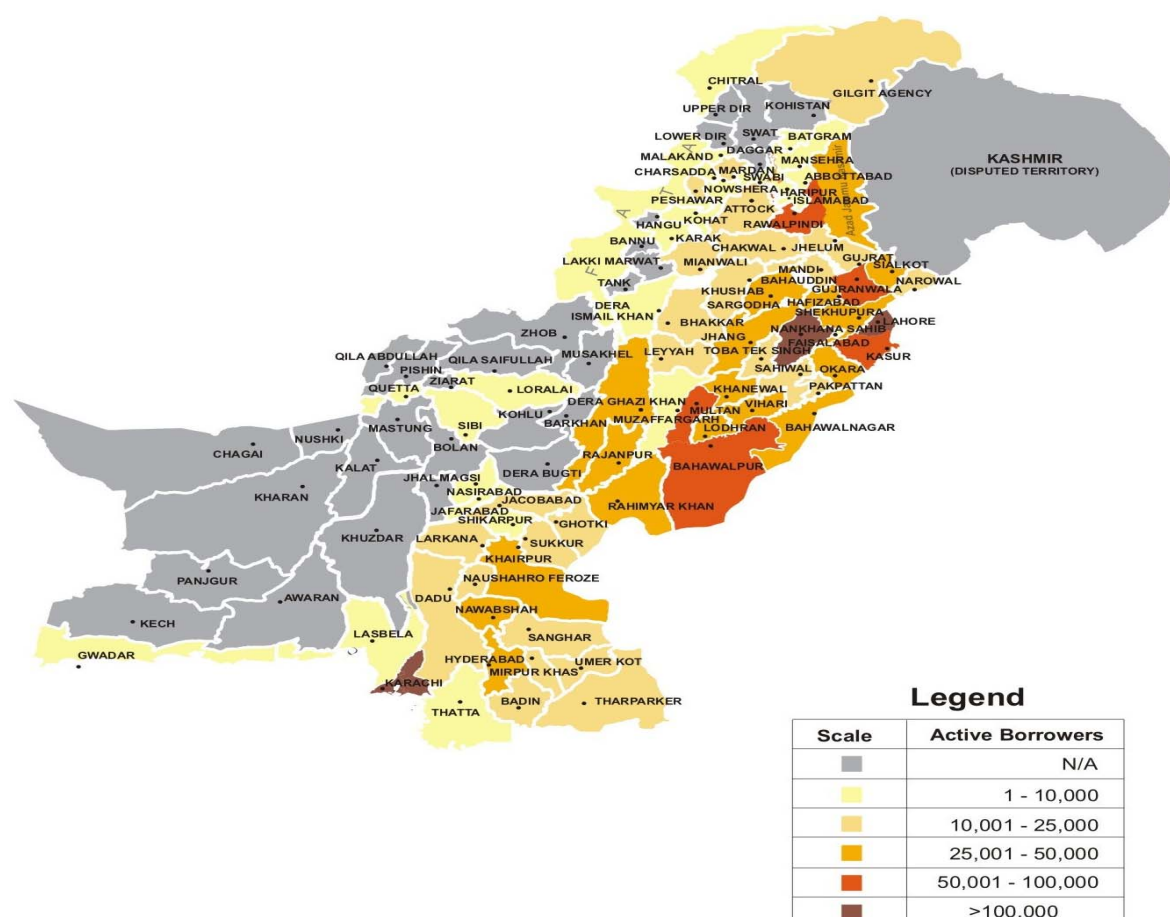 CHITRAL
GILGIT AGENCY
UPPER DIR
KOHISTAN
LOWER DIR
SWAT
BATGRAM
DAGGAR
MALAKAND
MANSEHRA
KASHMIR
(DISPUTED TERRITORY)
CHARSADDA
MARDAN
SWABI
ABBOTTABAD
NOWSHERA
HARIPUR
PESHAWAR
ISLAMABAD
ATTOCK
RAWALPINDI
F A T A
HANGU
KOHAT
BANNU
KARAK
CHAKWAL
JHELUM
LAKKI MARWAT
MIANWALI
GUJRAT
SIALKOT
MANDI
BAHAUDDIN
NAROWAL
TANK
KHUSHAB
GUJRANWALA
DERA
ISMAIL KHAN
SARGODHA
HAFIZABAD
SHEKHUPURA
BHAKKAR
LAHORE
NANKHANA SAHIB
ZHOB
JHANG
FAISALABAD
QILA ABDULLAH
QILA SAIFULLAH
MUSAKHEL
LEYYAH
TOBA TEK SINGH
KASUR
PISHIN
SAHIWAL
OKARA
ZIARAT
QUETTA
LORALAI
KHANEWAL
PAKPATTAN
DERA GHAZI KHAN
MULTAN
VIHARI
KOHLU
MUZAFFARGARH
MASTUNG
SIBI
BARKHAN
LODHRAN
BAHAWALNAGAR
NUSHKI
BOLAN
CHAGAI
RAJANPUR
KALAT
DERA BUGTI
BAHAWALPUR
JHAL MAGSI
KHARAN
NASIRABAD
JACOBABAD
RAHIMYAR KHAN
JAFARABAD
SHIKARPUR
GHOTKI
KHUZDAR
LARKANA
SUKKUR
KHAIRPUR
PANJGUR
NAUSHAHRO FEROZE
DADU
AWARAN
NAWABSHAH
KECH
LASBELA
SANGHAR
GWADAR
HYDERABAD
UMER KOT
MIRPUR KHAS
KARACHI
THATTA
BADIN
THARPARKER
Legend
Scale Active Borrowers
N/A
1 - 10,000
10,001 - 25,000
25,001 - 50,000
50,001 - 100,000
>100,000